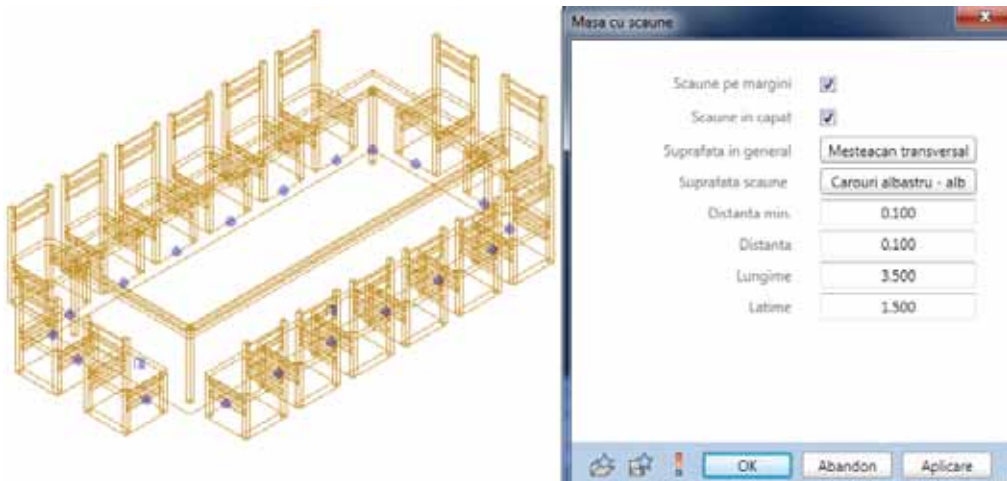 Masa cu scaune
Scaune pe margini
Scaune in capat
Suprafata in general Mesteacan transversal
Suprafata scaune Carouri albastru - alb
Distanta min. 0.100
Distanta 0.100
Lungime 3.500
Latime 1.500
OK Abandon Aplicare